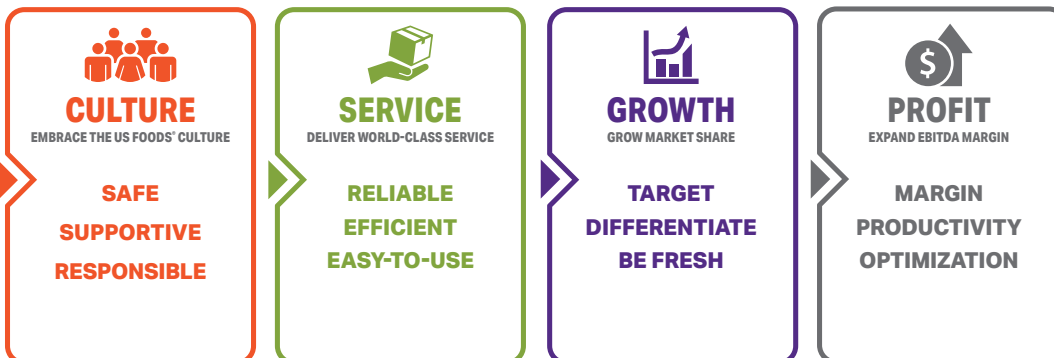 CULTURE
EMBRACE THE US FOODS® CULTURE
SAFE
SUPPORTIVE
RESPONSIBLE
SERVICE
DELIVER WORLD-CLASS SERVICE
RELIABLE
EFFICIENT
EASY-TO-USE
GROWTH
GROW MARKET SHARE
TARGET
DIFFERENTIATE
BE FRESH
$
PROFIT
EXPAND EBITDA MARGIN
MARGIN
PRODUCTIVITY
OPTIMIZATION